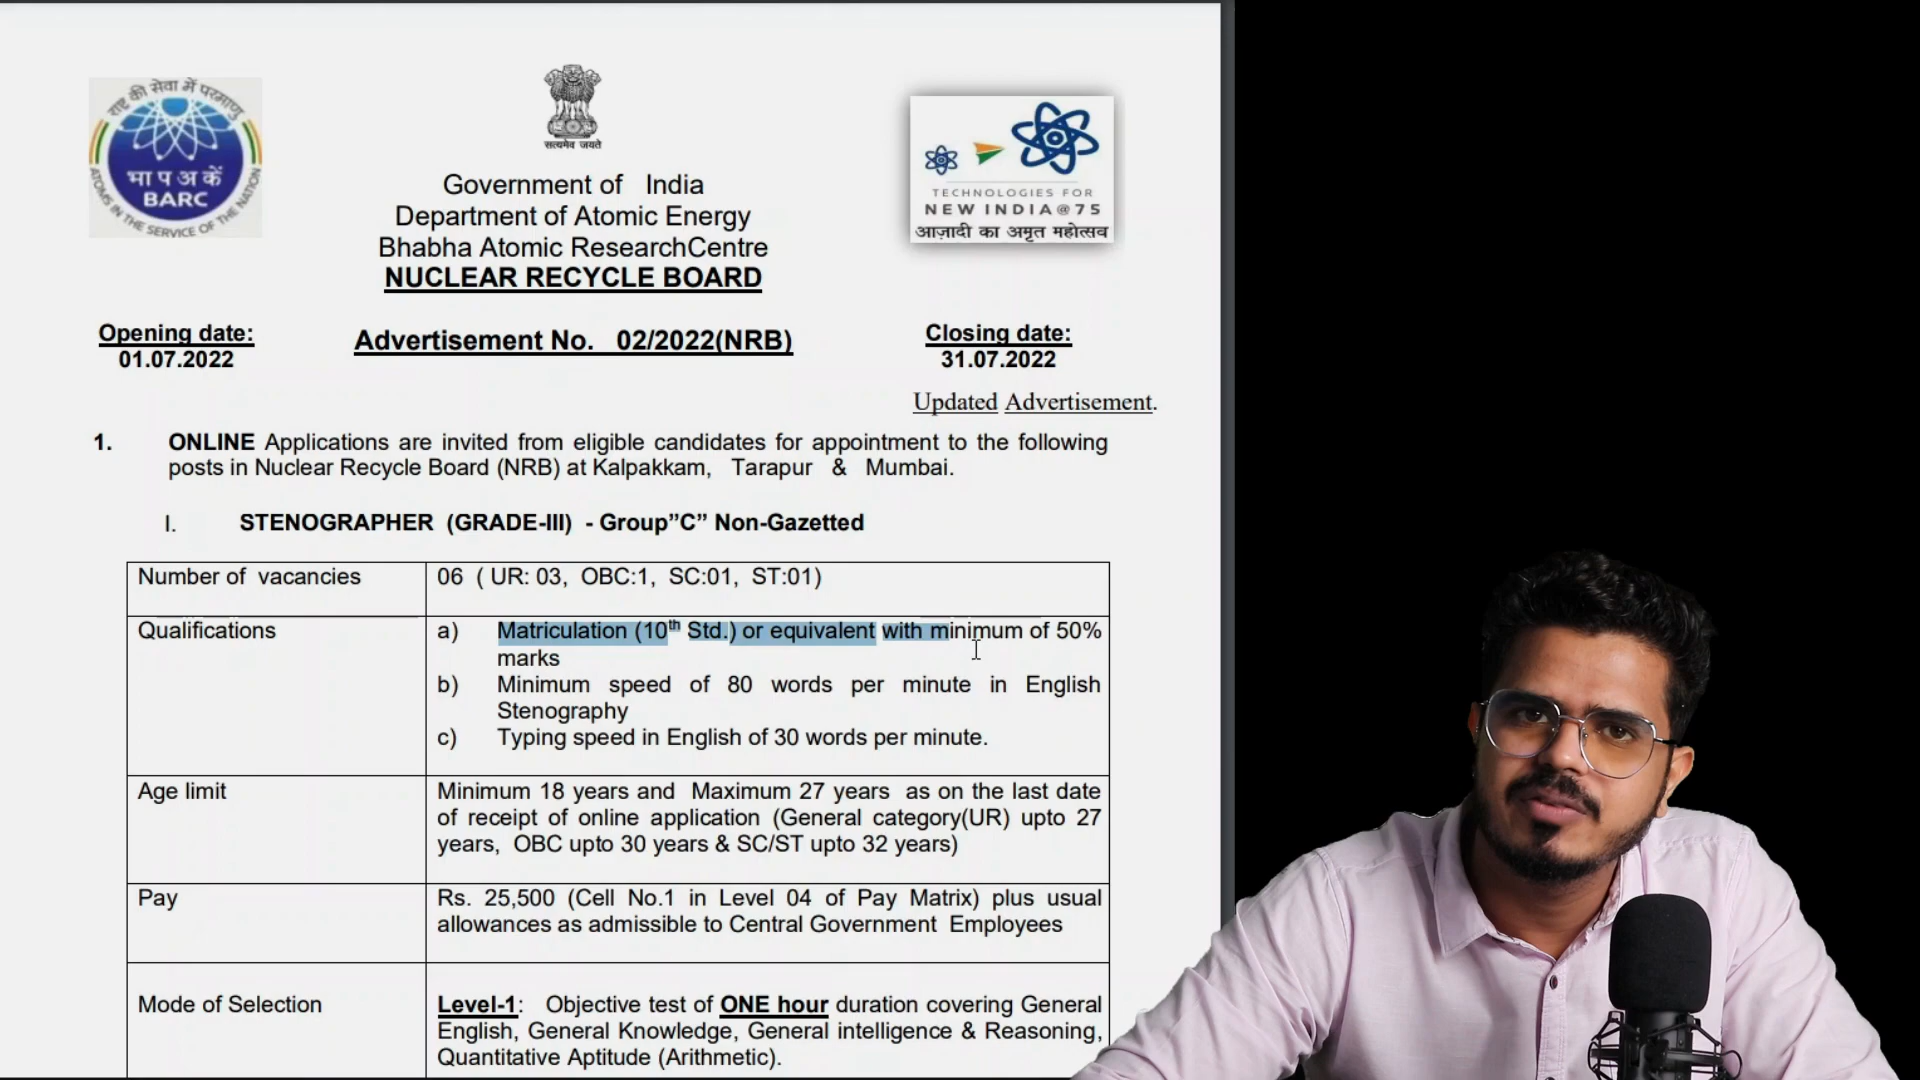 राष्ट्र की सेवा में परमाणु
भा प अ कें
BARC
ATOMS IN THE SERVICE OF THE NATION
सत्यमेव जयते
TECHNOLOGIES FOR
NEW INDIA@75
आज़ादी का अमृत महोत्सव
Government of India
Department of Atomic Energy
Bhabha Atomic ResearchCentre
NUCLEAR RECYCLE BOARD
Opening date:
01.07.2022
Advertisement No. 02/2022(NRB)
Closing date:
31.07.2022
Updated Advertisement.
1. ONLINE Applications are invited from eligible candidates for appointment to the following
posts in Nuclear Recycle Board (NRB) at Kalpakkam, Tarapur & Mumbai.
I. STENOGRAPHER (GRADE-III) - Group”C” Non-Gazetted
Number of vacancies
06 ( UR: 03, OBC:1, SC:01, ST:01)
Qualifications
a) Matriculation (10th Std.) or equivalent with minimum of 50%
marks
b) Minimum speed of 80 words per minute in English
Stenography
c) Typing speed in English of 30 words per minute.
Age limit
Minimum 18 years and Maximum 27 years as on the last date
of receipt of online application (General category(UR) upto 27
years, OBC upto 30 years & SC/ST upto 32 years)
Pay
Rs. 25,500 (Cell No.1 in Level 04 of Pay Matrix) plus usual
allowances as admissible to Central Government Employees
Mode of Selection
Level-1: Objective test of ONE hour duration covering General
English, General Knowledge, General intelligence & Reasoning,
Quantitative Aptitude (Arithmetic).